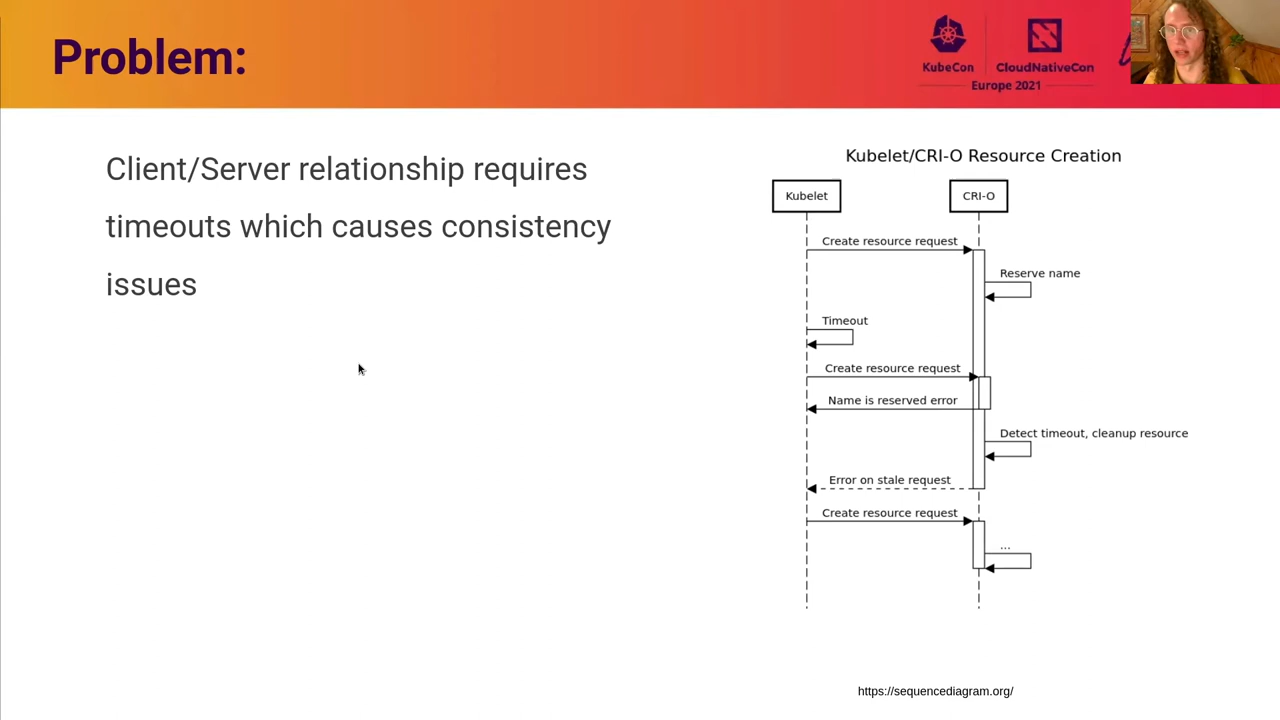 Problem:
KubeCon
CloudNativeCon
Europe 2021
Client/Server relationship requires
timeouts which causes consistency
issues
Kubelet/CRI-O Resource Creation
Kubelet
CRI-O
Create resource request
Reserve name
Timeout
Create resource request
Name is reserved error
Detect timeout, cleanup resource
Error on stale request
Create resource request
...
https://sequencediagram.org/